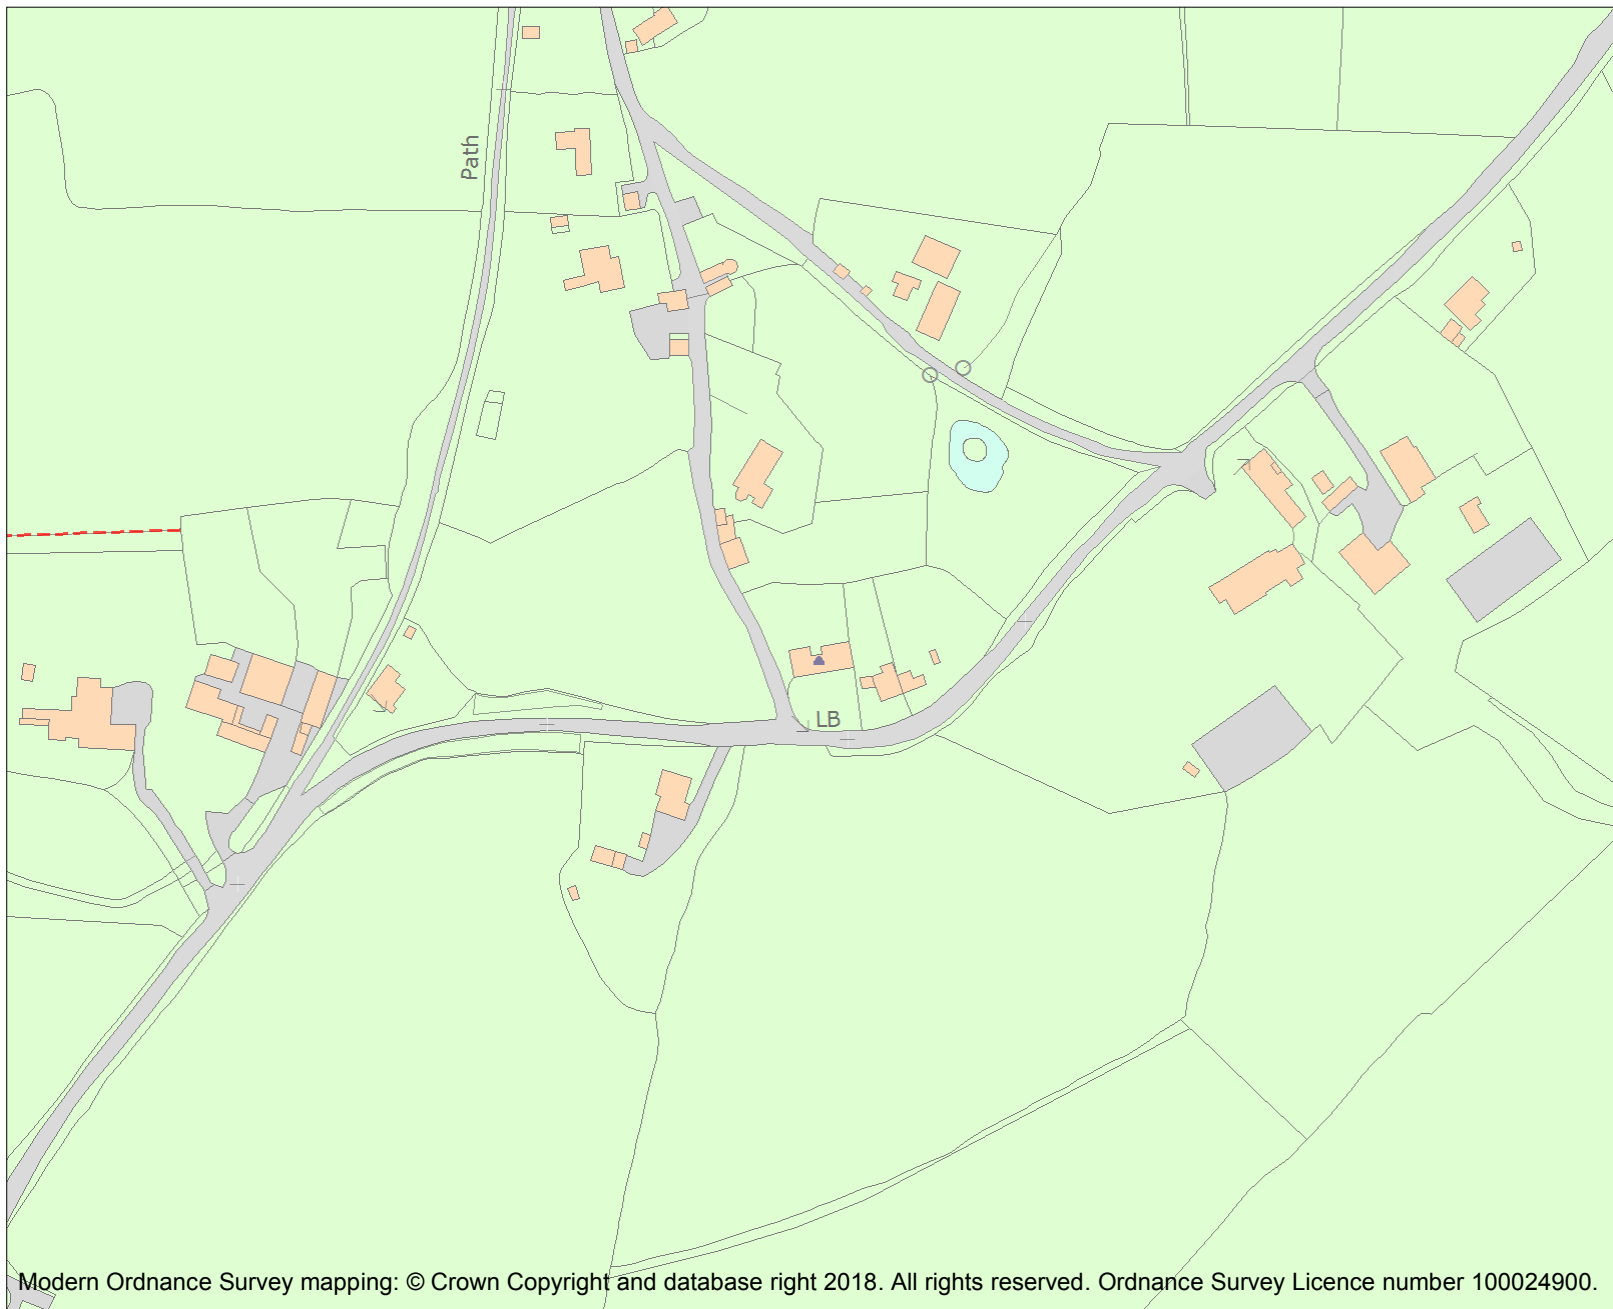 Path
LB
Modern Ordnance Survey mapping: © Crown Copyright and database right 2018. All rights reserved. Ordnance Survey Licence number 100024900.